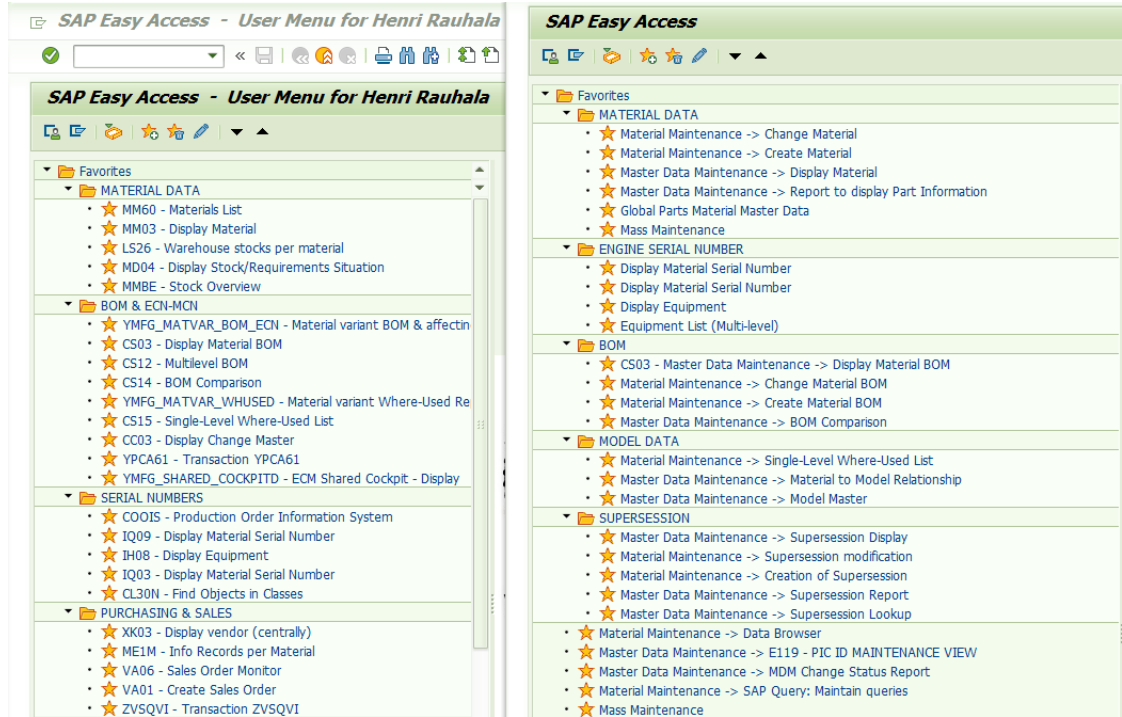 SAP Easy Access - User Menu for Henri Rauhala
SAP Easy Access - User Menu for Henri Rauhala
Favorites
MATERIAL DATA
MM60 - Materials List
MM03 - Display Material
LS26 - Warehouse stocks per material
MD04 - Display Stock/Requirements Situation
MMBE - Stock Overview
BOM & ECN-MCN
YMFG_MATVAR_BOM_ECN - Material variant BOM & affectin
CS03 - Display Material BOM
CS12 - Multilevel BOM
CS14 - BOM Comparison
YMFG_MATVAR_WHUSED - Material variant Where-Used Re
CS15 - Single-Level Where-Used List
CC03 - Display Change Master
YPCA61 - Transaction YPCA61
YMFG_SHARED_COCKPITD - ECM Shared Cockpit - Display
SERIAL NUMBERS
COOIS - Production Order Information System
IQ09 - Display Material Serial Number
IH08 - Display Equipment
IQ03 - Display Material Serial Number
CL30N - Find Objects in Classes
PURCHASING & SALES
XK03 - Display vendor (centrally)
ME1M - Info Records per Material
VA06 - Sales Order Monitor
VA01 - Create Sales Order
ZVSQVI - Transaction ZVSQVI
SAP Easy Access
Favorites
MATERIAL DATA
Material Maintenance -> Change Material
Material Maintenance -> Create Material
Master Data Maintenance -> Display Material
Master Data Maintenance -> Report to display Part Information
Global Parts Material Master Data
Mass Maintenance
ENGINE SERIAL NUMBER
Display Material Serial Number
Display Material Serial Number
Display Equipment
Equipment List (Multi-level)
BOM
CS03 - Master Data Maintenance -> Display Material BOM
Material Maintenance -> Change Material BOM
Material Maintenance -> Create Material BOM
Master Data Maintenance -> BOM Comparison
MODEL DATA
Material Maintenance -> Single-Level Where-Used List
Master Data Maintenance -> Material to Model Relationship
Master Data Maintenance -> Model Master
SUPERSESSION
Master Data Maintenance -> Supersession Display
Material Maintenance -> Supersession modification
Material Maintenance -> Creation of Supersession
Master Data Maintenance -> Supersession Report
Master Data Maintenance -> Supersession Lookup
Material Maintenance -> Data Browser
Master Data Maintenance -> E119 - PIC ID MAINTENANCE VIEW
Master Data Maintenance -> MDM Change Status Report
Material Maintenance -> SAP Query: Maintain queries
Mass Maintenance